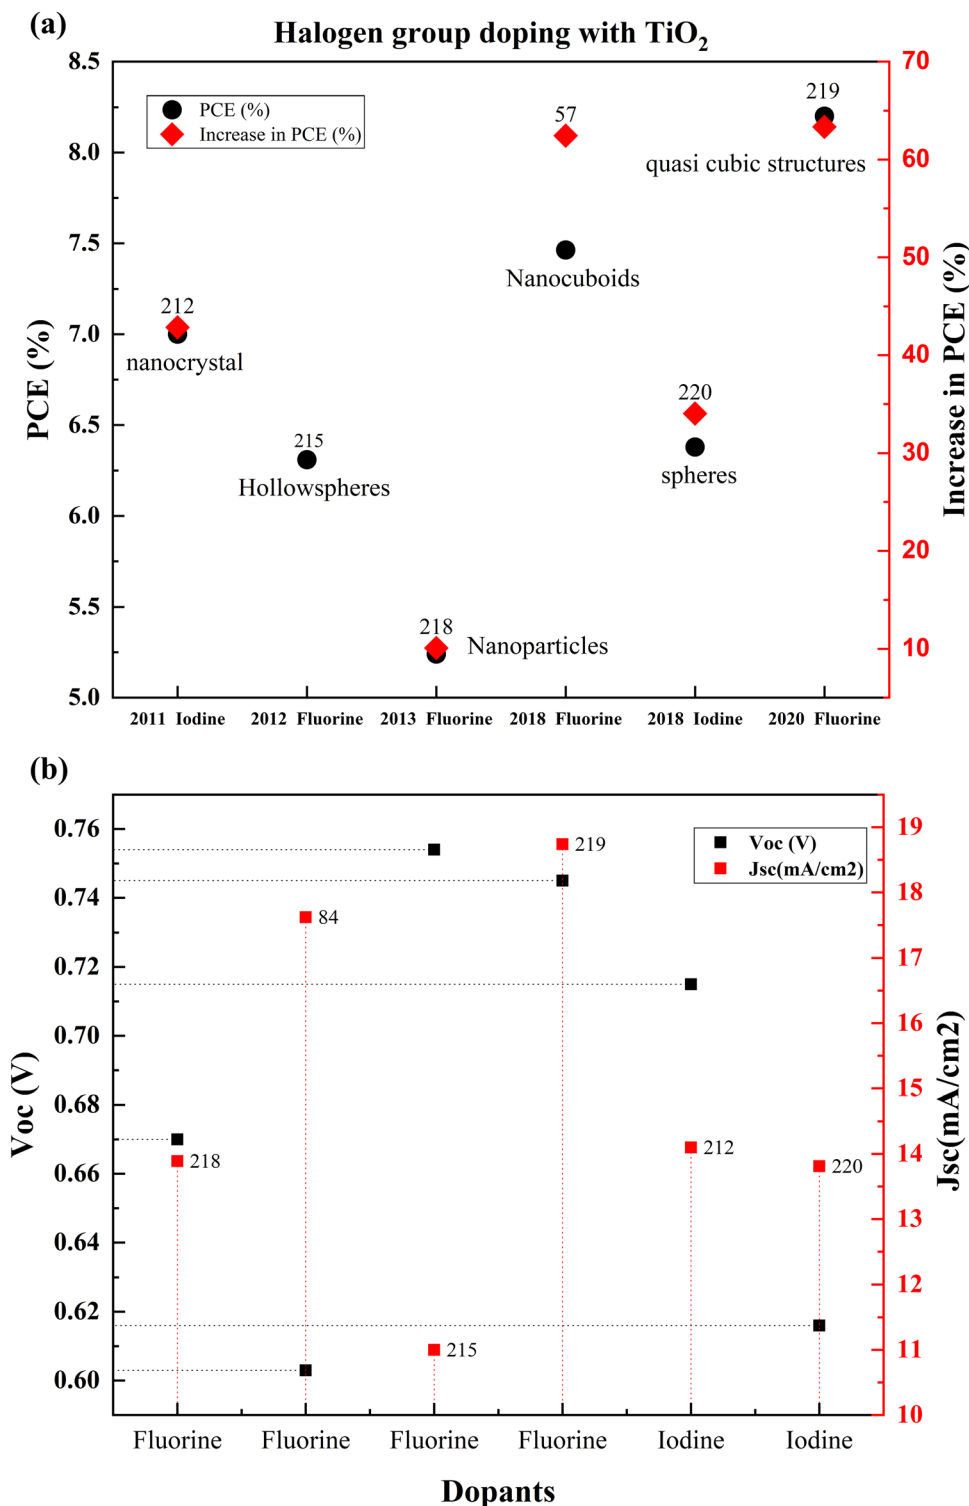 (a)
Halogen group doping with TiO₂
8.5
8.0
7.5
7.0
6.5
6.0
5.5
5.0
PCE (%)
PCE (%)
Increase in PCE (%)
212
nanocrystal
215
Hollowspheres
218
Nanoparticles
57
Nanocuboids
220
spheres
219
quasi cubic structures
70
60
50
40
30
20
10
Increase in PCE (%)
2011 Iodine
2012 Fluorine
2013 Fluorine
2018 Fluorine
2018 Iodine
2020 Fluorine
(b)
0.76
0.74
0.72
0.70
0.68
0.66
0.64
0.62
0.60
Voc (V)
Voc (V)
Jsc(mA/cm2)
218
84
215
219
212
220
19
18
17
16
15
14
13
12
11
10
Jsc(mA/cm2)
Fluorine
Fluorine
Fluorine
Fluorine
Iodine
Iodine
Dopants